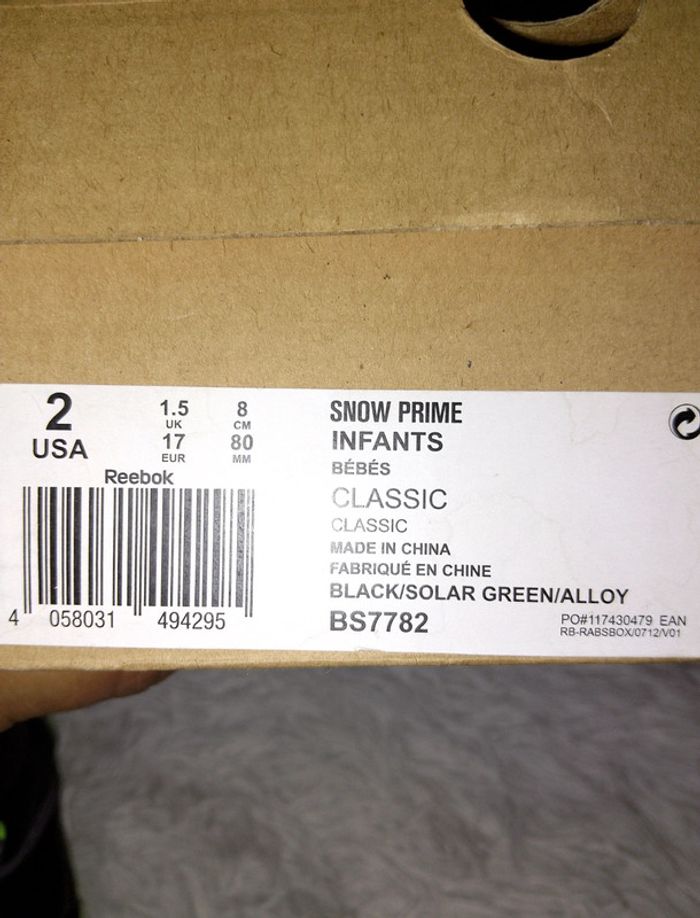 2
USA
1.5
UK
17
EUR
8
CM
80
MM
Reebok
4 058031 494295
SNOW PRIME
INFANTS
BÉBÉS
CLASSIC
CLASSIC
MADE IN CHINA
FABRIQUÉ EN CHINE
BLACK/SOLAR GREEN/ALLOY
BS7782
PO#117430479 EAN
RB-RABSBOX/0712/V01